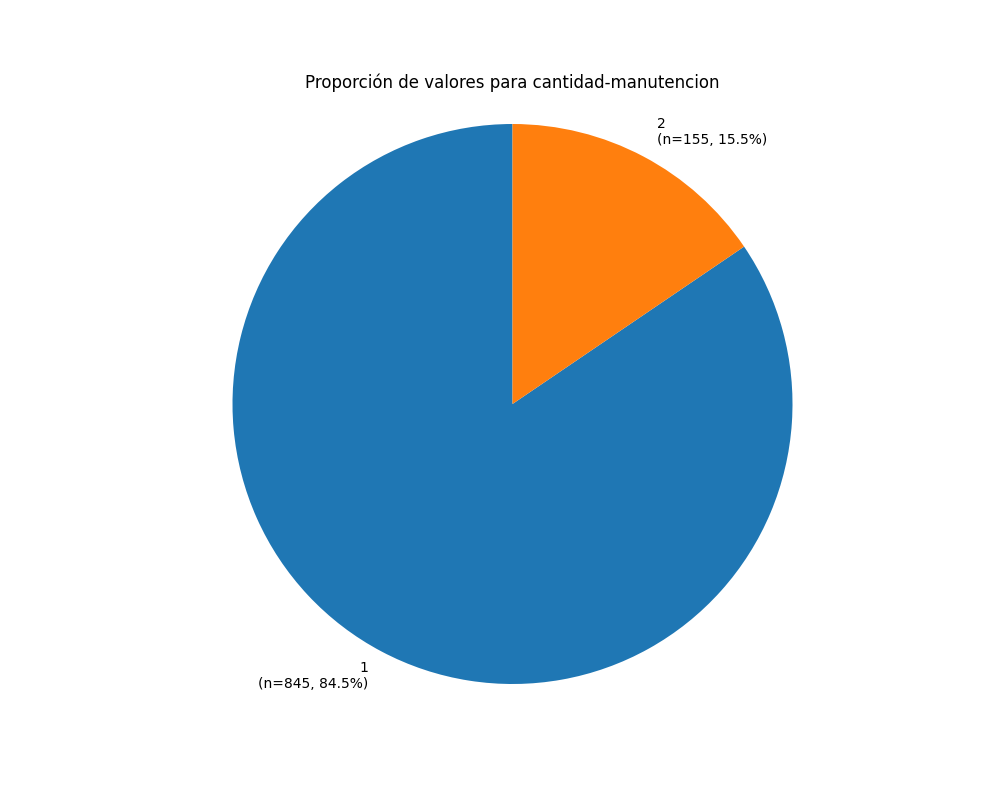 Proporción de valores para cantidad-manutencion
2
(n=155, 15.5%)
1
(n=845, 84.5%)